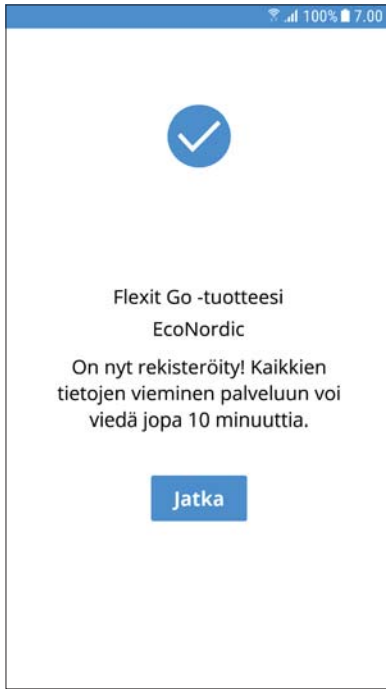 100% 7.00
Flexit Go -tuotteesi
EcoNordic
On nyt rekisteröity! Kaikkien
tietojen vieminen palveluun voi
viedä jopa 10 minuuttia.
Jatka